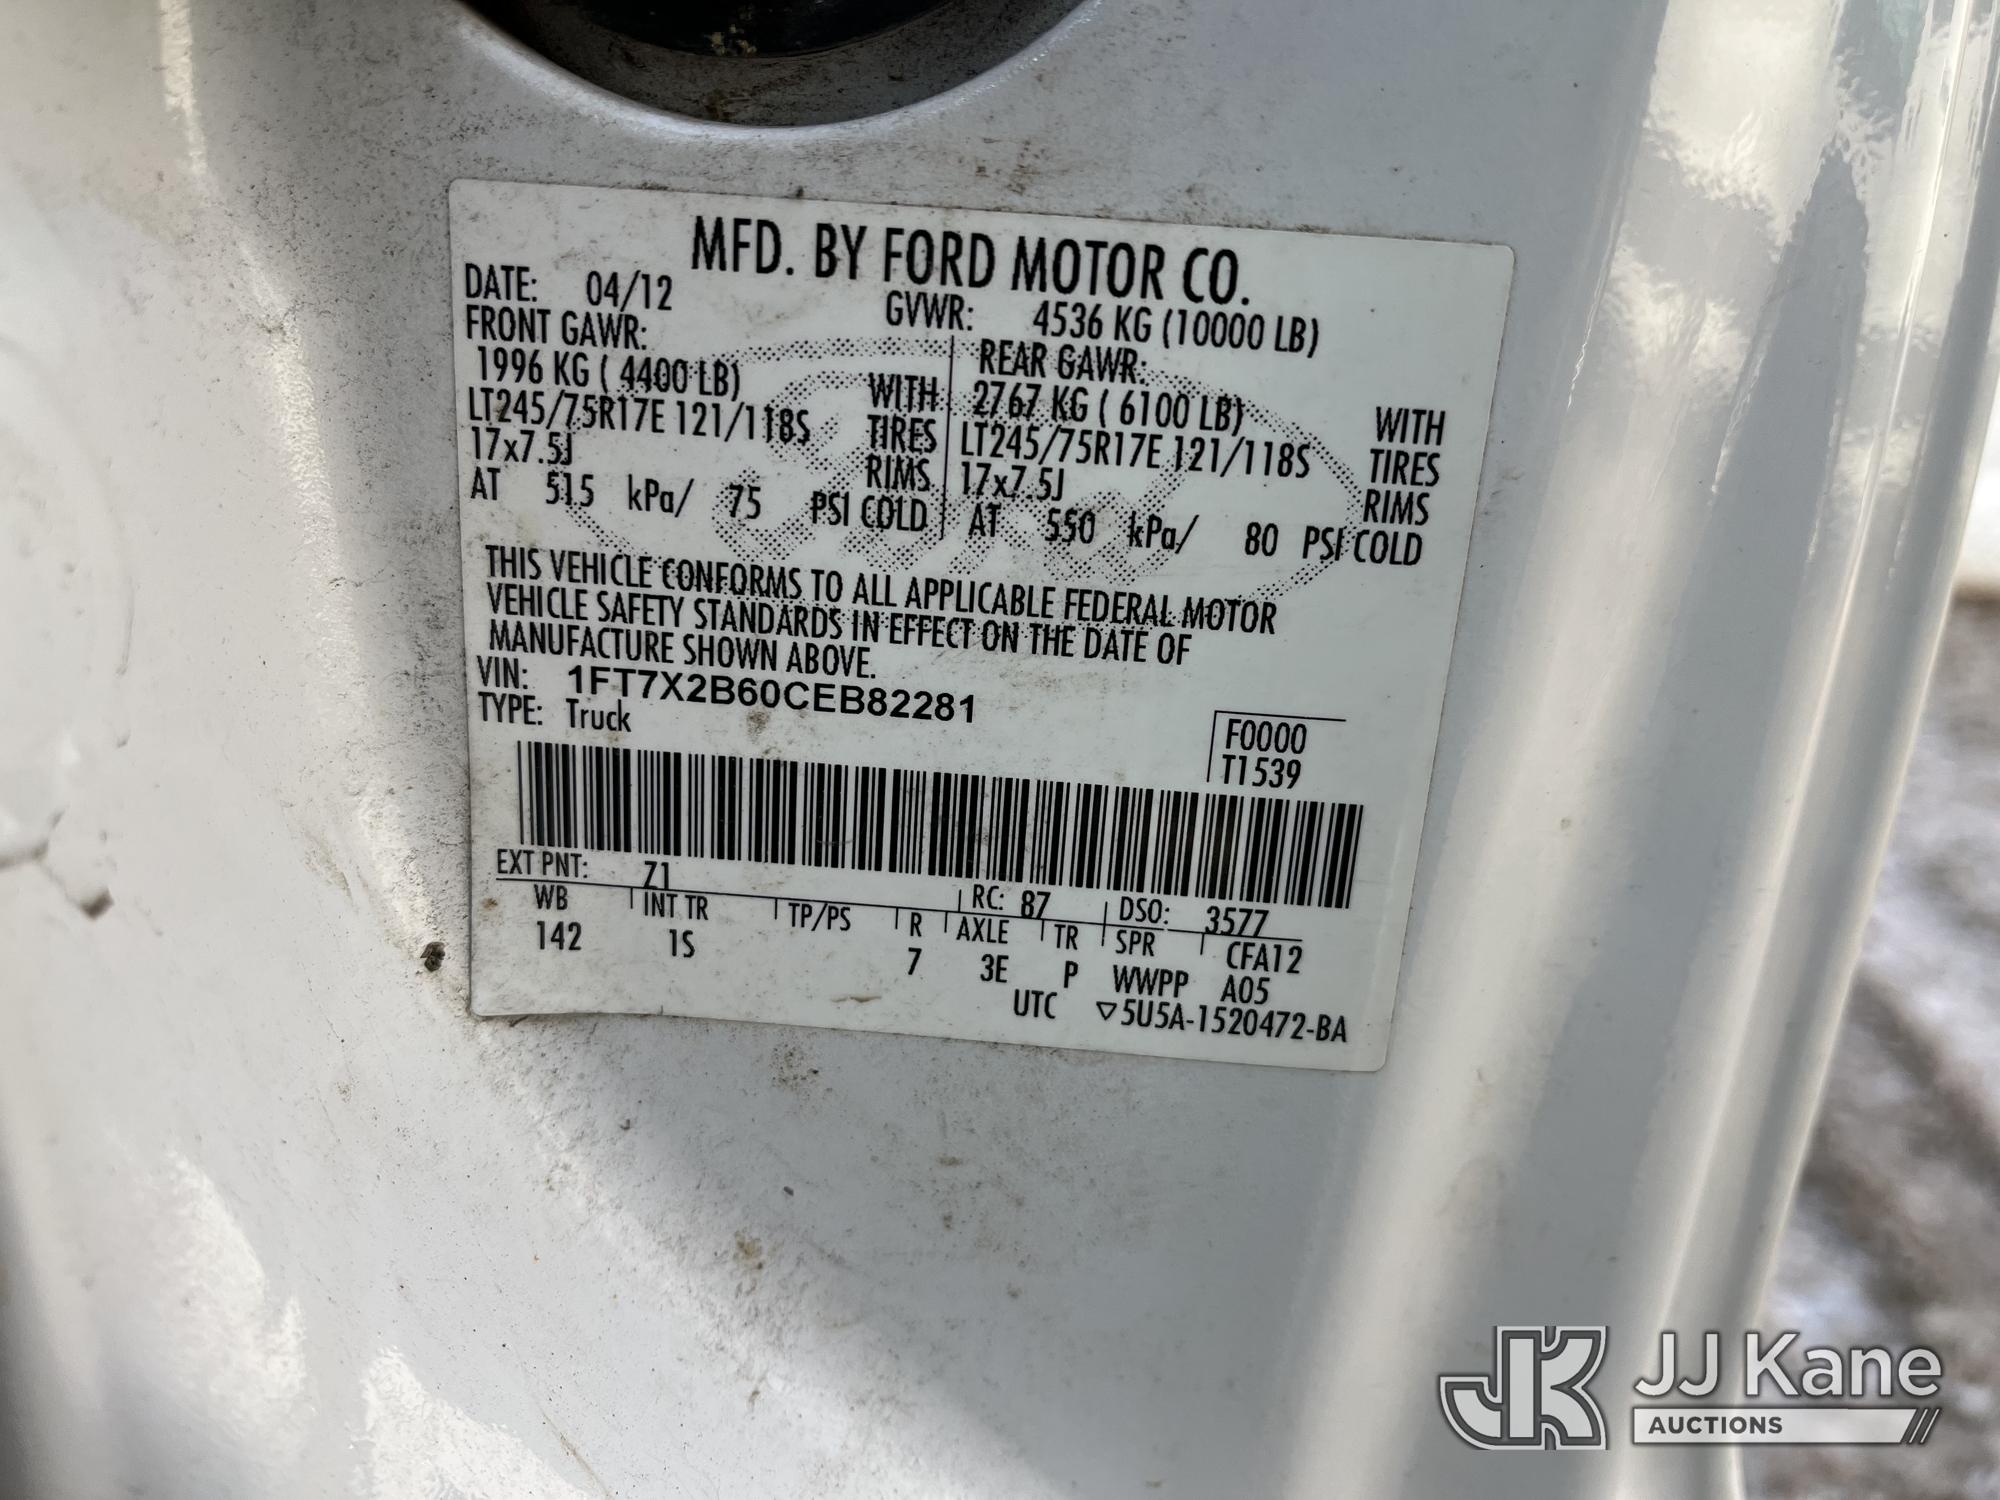 MFD. BY FORD MOTOR CO.
DATE: 04/12 GVWR: 4536 KG (10000 LB)
FRONT GAWR: REAR GAWR:
1996 KG ( 4400 LB) WITH 2767 KG ( 6100 LB) WITH
LT245/75R17E 121/118S TIRES LT245/75R17E 121/118S TIRES
17x7.5J RIMS 17x7.5J RIMS
AT 515 kPa/ 75 PSI COLD AT 550 kPa/ 80 PSI COLD
THIS VEHICLE CONFORMS TO ALL APPLICABLE FEDERAL MOTOR
VEHICLE SAFETY STANDARDS IN EFFECT ON THE DATE OF
MANUFACTURE SHOWN ABOVE.
VIN: 1FT7X2B60CEB82281
TYPE: Truck
F0000
T1539
EXT PNT: Z1 RC: 87 DSO: 3577
WB INT TR TP/PS R AXLE TR SPR CFA12
142 1S 7 3E P WWPP A05
UTC ▽5U5A-1520472-BA
JK JJ Kane
AUCTIONS